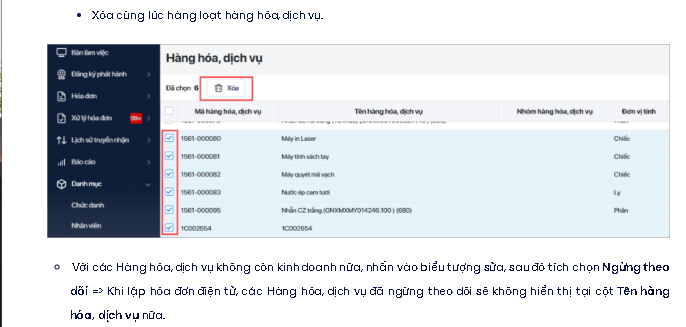 Xóa cùng lúc hàng loạt hàng hóa, dịch vụ.
Bàn làm việc
Đăng ký phát hành
Hóa đơn
Xử lý hóa đơn 99+
Lịch sử truyền nhận
Báo cáo
Danh mục
Chức danh
Nhân viên
Hàng hóa, dịch vụ
Đã chọn 6 Xóa
Mã hàng hóa, dịch vụ Tên hàng hóa, dịch vụ Nhóm hàng hóa, dịch vụ Đơn vị tính
1561-000080 Máy in Laser Chiếc
1561-000081 Máy tính xách tay Chiếc
1561-000082 Máy quyét mã vạch Chiếc
1561-000083 Nước ép cam tươi Ly
1561-000095 Nhẫn CZ trắng (GNXMXMY014246.100 ) (680) Phân
1C002654 1C002654
Với các Hàng hóa, dịch vụ không còn kinh doanh nữa, nhấn vào biểu tượng sửa, sau đó tích chọn Ngừng theo
dõi => Khi lập hóa đơn điện tử, các Hàng hóa, dịch vụ đã ngừng theo dõi sẽ không hiển thị tại cột Tên hàng
hóa, dịch vụ nữa.